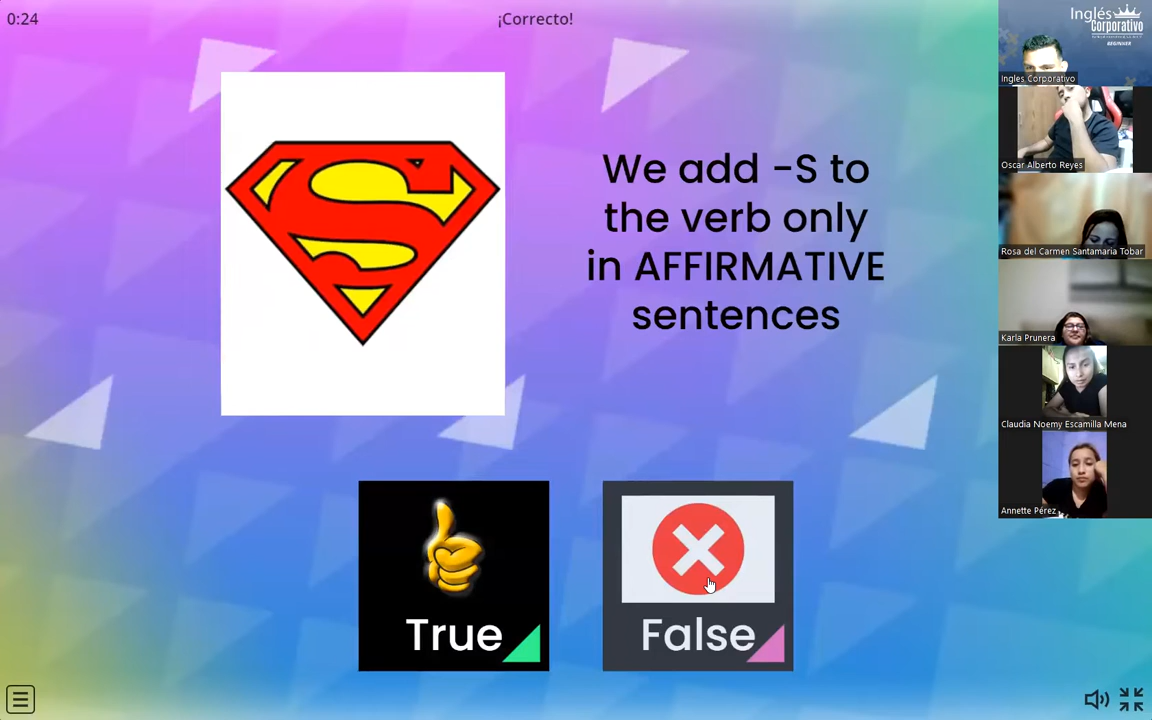 0:24
¡Correcto!
We add -S to
the verb only
in AFFIRMATIVE
sentences
True
False
Inglés
Corporativo
BEGINNER
Ingles Corporativo
Oscar Alberto Reyes
Rosa del Carmen Santamaria Tobar
Karla Prunera
Claudia Noemy Escamilla Mena
Annette Pérez